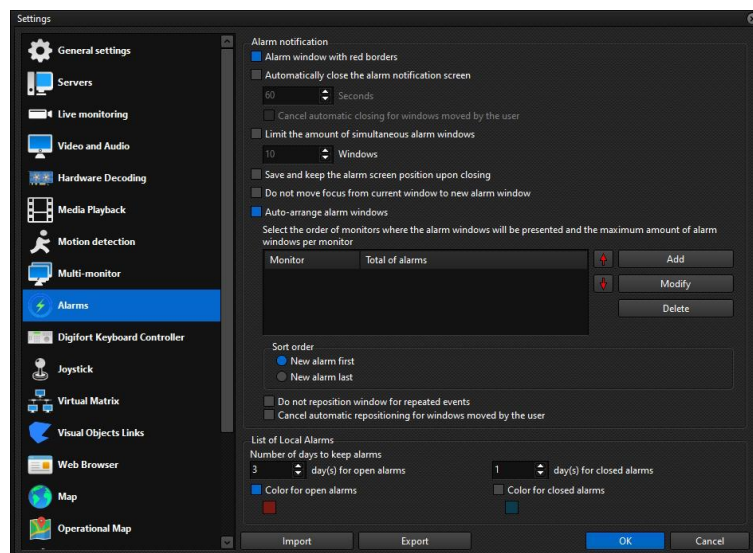 Settings
General settings
Servers
Live monitoring
Video and Audio
Hardware Decoding
Media Playback
Motion detection
Multi-monitor
Alarms
Digifort Keyboard Controller
Joystick
Virtual Matrix
Visual Objects Links
Web Browser
Map
Operational Map
Alarm notification
Alarm window with red borders
Automatically close the alarm notification screen
60 Seconds
Cancel automatic closing for windows moved by the user
Limit the amount of simultaneous alarm windows
10 Windows
Save and keep the alarm screen position upon closing
Do not move focus from current window to new alarm window
Auto-arrange alarm windows
Select the order of monitors where the alarm windows will be presented and the maximum amount of alarm
windows per monitor
Monitor Total of alarms
Add
Modify
Delete
Sort order
New alarm first
New alarm last
Do not reposition window for repeated events
Cancel automatic repositioning for windows moved by the user
List of Local Alarms
Number of days to keep alarms
3 day(s) for open alarms 1 day(s) for closed alarms
Color for open alarms Color for closed alarms
Import Export OK Cancel